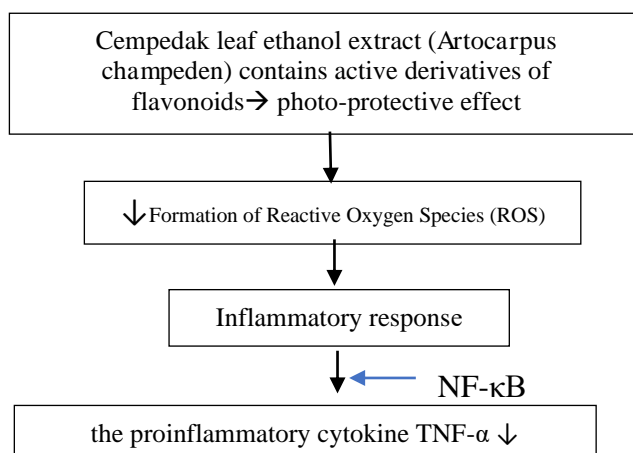 Cempedak leaf ethanol extract (Artocarpus
champeden) contains active derivatives of
flavonoids→ photo-protective effect
↓Formation of Reactive Oxygen Species (ROS)
Inflammatory response
NF-κB
the proinflammatory cytokine TNF-α ↓